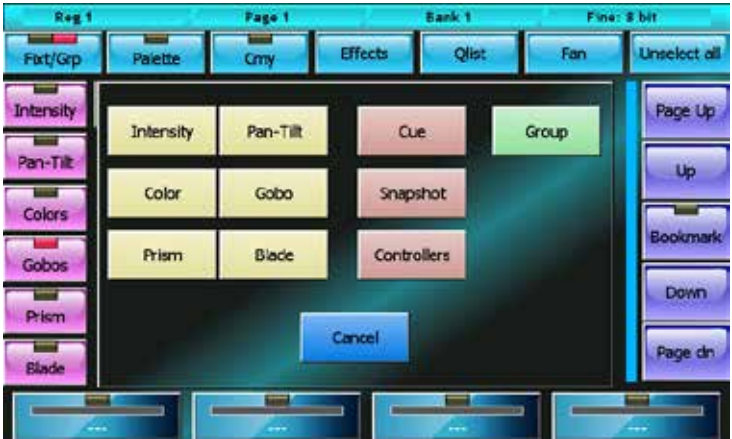 Reg 1 Page 1 Bank 1 Fine: 8 bit
Fixt/Grp Palette Cmy Effects Qlist Fan Unselect all
Intensity
Pan-Tilt
Colors
Gobos
Prism
Blade
Intensity Pan-Tilt Cue Group
Color Gobo Snapshot
Prism Blade Controllers
Cancel
Page Up
Up
Bookmark
Down
Page dn
--- --- --- ---